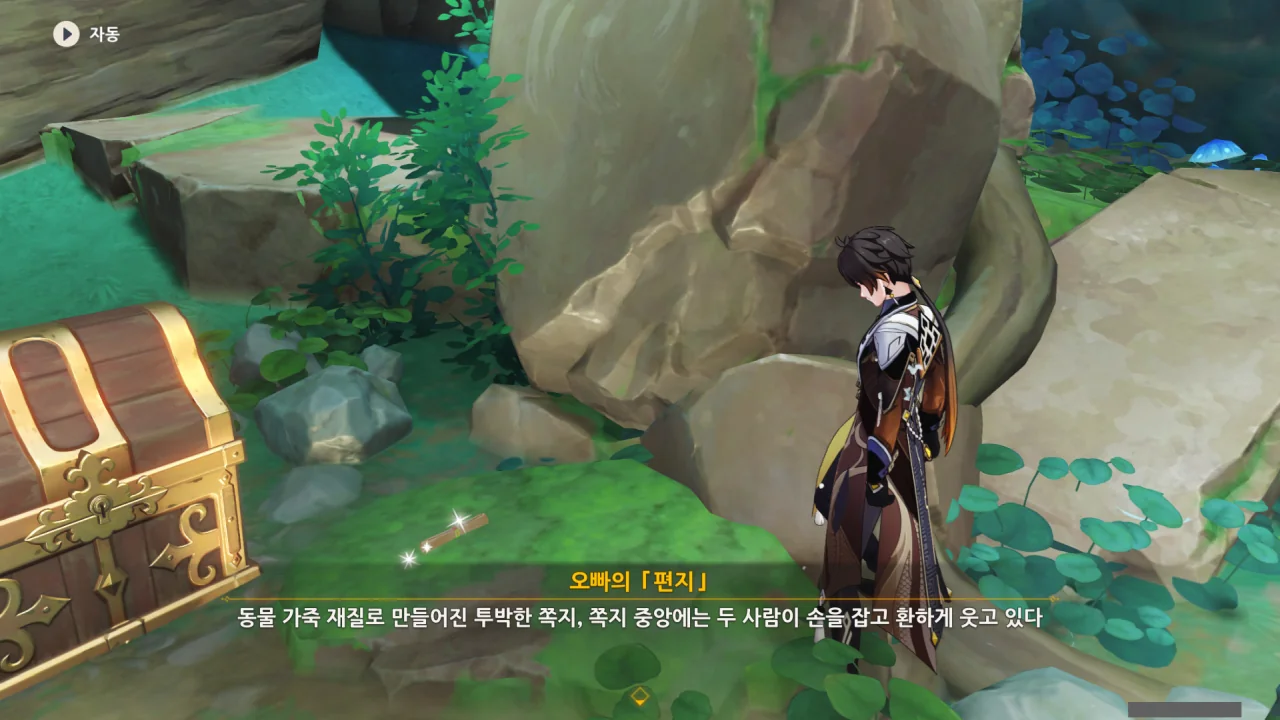 자동
오빠의「편지」
동물 가죽 재질로 만들어진 투박한 쪽지, 쪽지 중앙에는 두 사람이 손을 잡고 환하게 웃고 있다